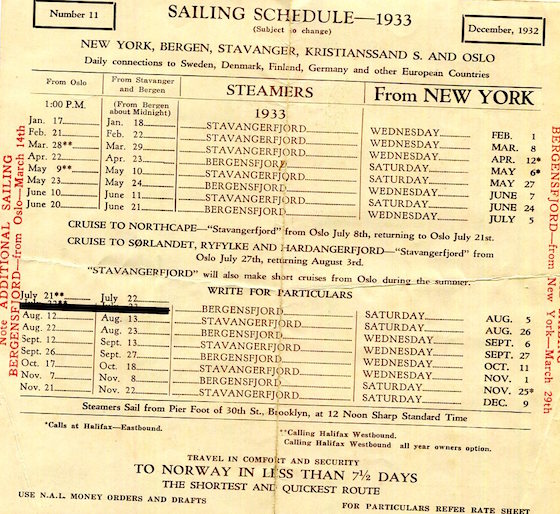 Number 11
SAILING SCHEDULE—1933
(Subject to change)
December, 1932
NEW YORK, BERGEN, STAVANGER, KRISTIANSSAND S. AND OSLO
Daily connections to Sweden, Denmark, Finland, Germany and other European Countries
From Oslo
From Stavanger and Bergen
STEAMERS
From NEW YORK
1:00 P.M.
(From Bergen about Midnight)
1933
Jan. 17 Jan. 18 STAVANGERFJORD WEDNESDAY FEB. 1
Feb. 21 Feb. 22 STAVANGERFJORD WEDNESDAY MAR. 8
Mar. 28** Mar. 29 STAVANGERFJORD WEDNESDAY APR. 12*
Apr. 22 Apr. 23 BERGENSFJORD SATURDAY MAY 6*
May 9** May 10 STAVANGERFJORD SATURDAY MAY 27
May 23 May 24 BERGENSFJORD WEDNESDAY JUNE 7
June 10 June 11 STAVANGERFJORD SATURDAY JUNE 24
June 20 June 21 BERGENSFJORD WEDNESDAY JULY 5
CRUISE TO NORTHCAPE—"Stavangerfjord" from Oslo July 8th, returning to Oslo July 21st.
CRUISE TO SØRLANDET, RYFYLKE AND HARDANGERFJORD—"Stavangerfjord" from
Oslo July 27th, returning August 3rd.
"STAVANGERFJORD" will also make short cruises from Oslo during the summer.
WRITE FOR PARTICULARS
July 21** July 22 BERGENSFJORD SATURDAY AUG. 5
Aug. 12 Aug. 13 STAVANGERFJORD SATURDAY AUG. 26
Aug. 22 Aug. 23 BERGENSFJORD WEDNESDAY SEPT. 6
Sept. 12 Sept. 13 STAVANGERFJORD WEDNESDAY SEPT. 27
Sept. 26 Sept. 27 BERGENSFJORD WEDNESDAY OCT. 11
Oct. 17 Oct. 18 STAVANGERFJORD WEDNESDAY NOV. 1
Nov. 7 Nov. 8 BERGENSFJORD SATURDAY NOV. 25*
Nov. 21 Nov. 22 STAVANGERFJORD SATURDAY DEC. 9
Steamers Sail from Pier Foot of 30th St., Brooklyn, at 12 Noon Sharp Standard Time
*Calls at Halifax—Eastbound.
**Calling Halifax Westbound.
Calling Halifax Westbound all year owners option.
TRAVEL IN COMFORT AND SECURITY
TO NORWAY IN LESS THAN 7½ DAYS
THE SHORTEST AND QUICKEST ROUTE
USE N.A.L. MONEY ORDERS AND DRAFTS
FOR PARTICULARS REFER RATE SHEET
Note ADDITIONAL SAILING
BERGENSFJORD—from Oslo—March 14th
BERGENSFJORD—from New York—March 29th